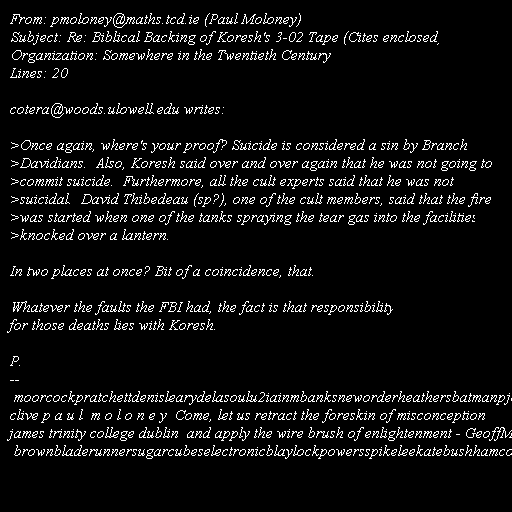 From: pmoloney@maths.tcd.ie (Paul Moloney)
Subject: Re: Biblical Backing of Koresh's 3-02 Tape (Cites enclosed,
Organization: Somewhere in the Twentieth Century
Lines: 20

cotera@woods.ulowell.edu writes:

>Once again, where's your proof? Suicide is considered a sin by Branch
>Davidians.  Also, Koresh said over and over again that he was not going to
>commit suicide.  Furthermore, all the cult experts said that he was not
>suicidal.  David Thibedeau (sp?), one of the cult members, said that the fire
>was started when one of the tanks spraying the tear gas into the facilities
>knocked over a lantern.

In two places at once? Bit of a coincidence, that.

Whatever the faults the FBI had, the fact is that responsibility
for those deaths lies with Koresh.

P.
--
moorcockpratchettdenislearydelasoulu2iainmbanksneworderheathersbatmanpj
clive p a u l  m o l o n e y  Come, let us retract the foreskin of misconception
james trinity college dublin  and apply the wire brush of enlightenment - GeoffM
brownbladerunnersugarcubeselectronicblaylockpowersspikeleekatebushhamco